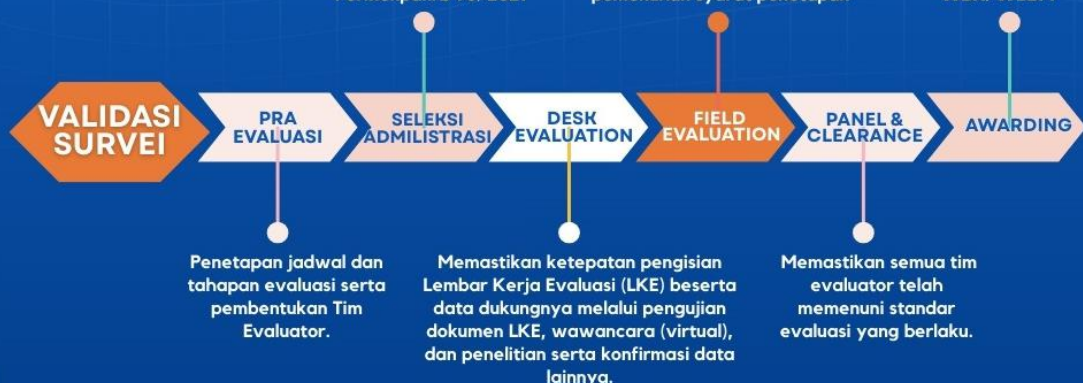 VALIDASI
SURVEI
PRA
EVALUASI
SELEKSI
ADMILISTRASI
DESK
EVALUATION
FIELD
EVALUATION
PANEL &
CLEARANCE
AWARDING
Penetapan jadwal dan
tahapan evaluasi serta
pembentukan Tim
Evaluator.
Memastikan ketepatan pengisian
Lembar Kerja Evaluasi (LKE) beserta
data dukungnya melalui pengujian
dokumen LKE, wawancara (virtual),
dan penelitian serta konfirmasi data
lainnya.
Memastikan semua tim
evaluator telah
memenuni standar
evaluasi yang berlaku.